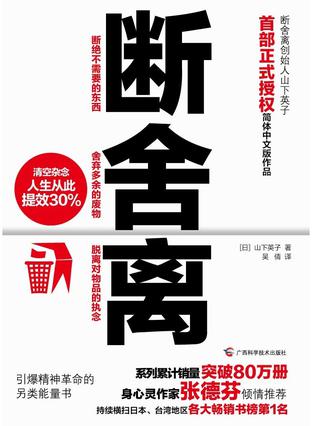 断舍离
断绝不需要的东西
舍弃多余的废物
脱离对物品的执念
断舍离创始人山下英子
首部正式授权简体中文版作品
清空杂念
人生从此
提效30%
[日] 山下英子 著
吴倩 译
广西科学技术出版社
引爆精神革命的
另类能量书
系列累计销量突破80万册
身心灵作家张德芬倾情推荐
持续横扫日本、台湾地区各大畅销书榜第1名